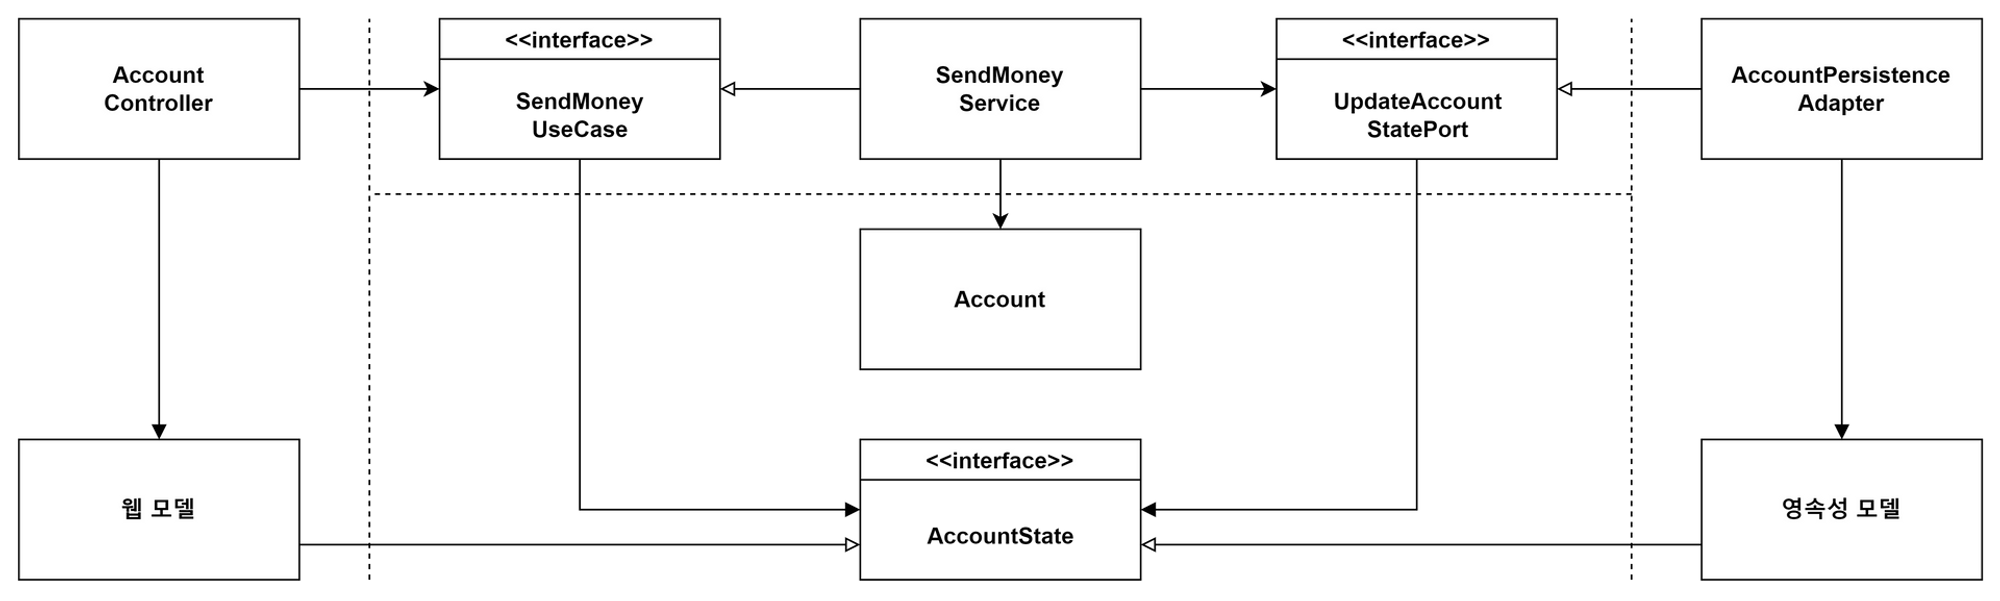 Account
Controller
<<interface>>
SendMoney
UseCase
SendMoney
Service
<<interface>>
UpdateAccount
StatePort
AccountPersistence
Adapter
Account
웹 모델
<<interface>>
AccountState
영속성 모델